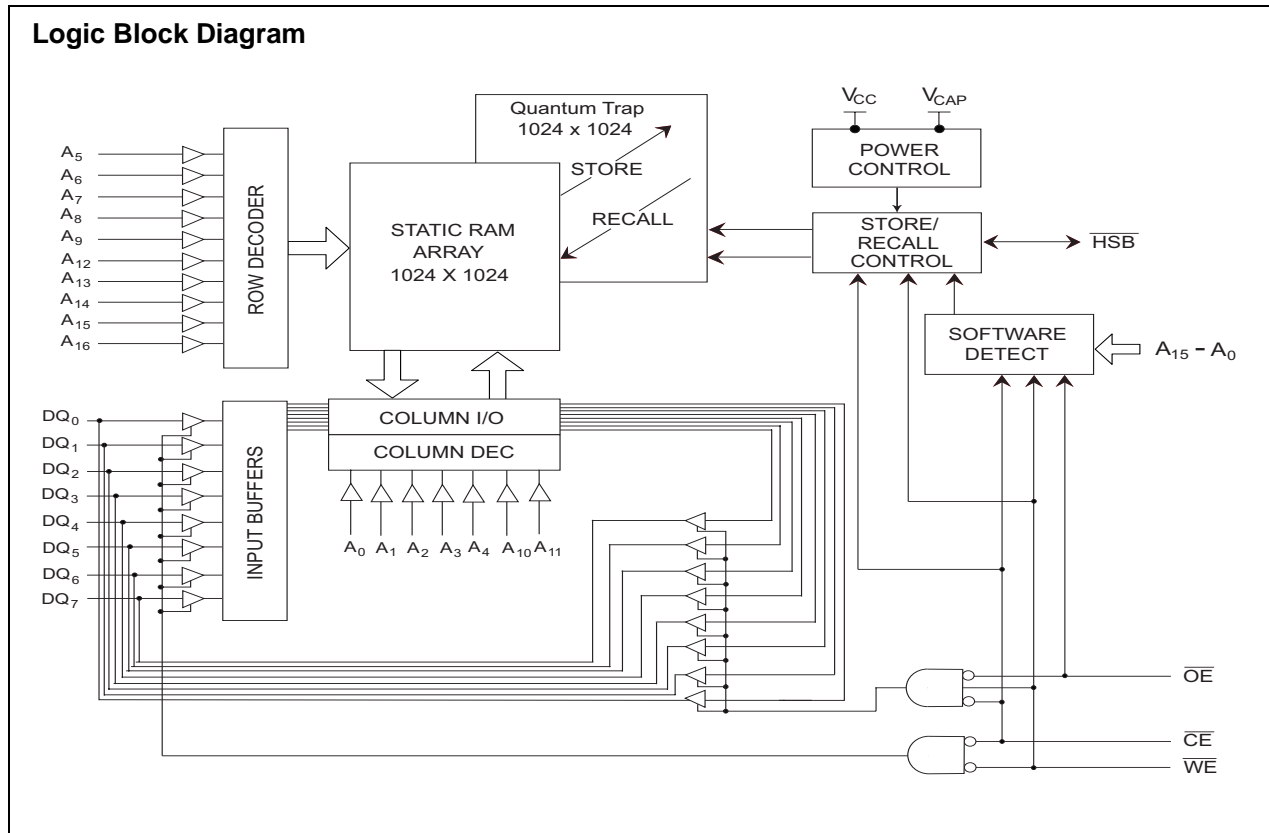 Logic Block Diagram
Quantum Trap
1024 x 1024
STORE
RECALL
STATIC RAM
ARRAY
1024 X 1024
ROW DECODER
A5
A6
A7
A8
A9
A12
A13
A14
A15
A16
VCC
VCAP
POWER
CONTROL
STORE/
RECALL
CONTROL
HSB
SOFTWARE
DETECT
A15 – A0
DQ0
DQ1
DQ2
DQ3
DQ4
DQ5
DQ6
DQ7
INPUT BUFFERS
COLUMN I/O
COLUMN DEC
A0 A1 A2 A3 A4 A10 A11
OE
CE
WE